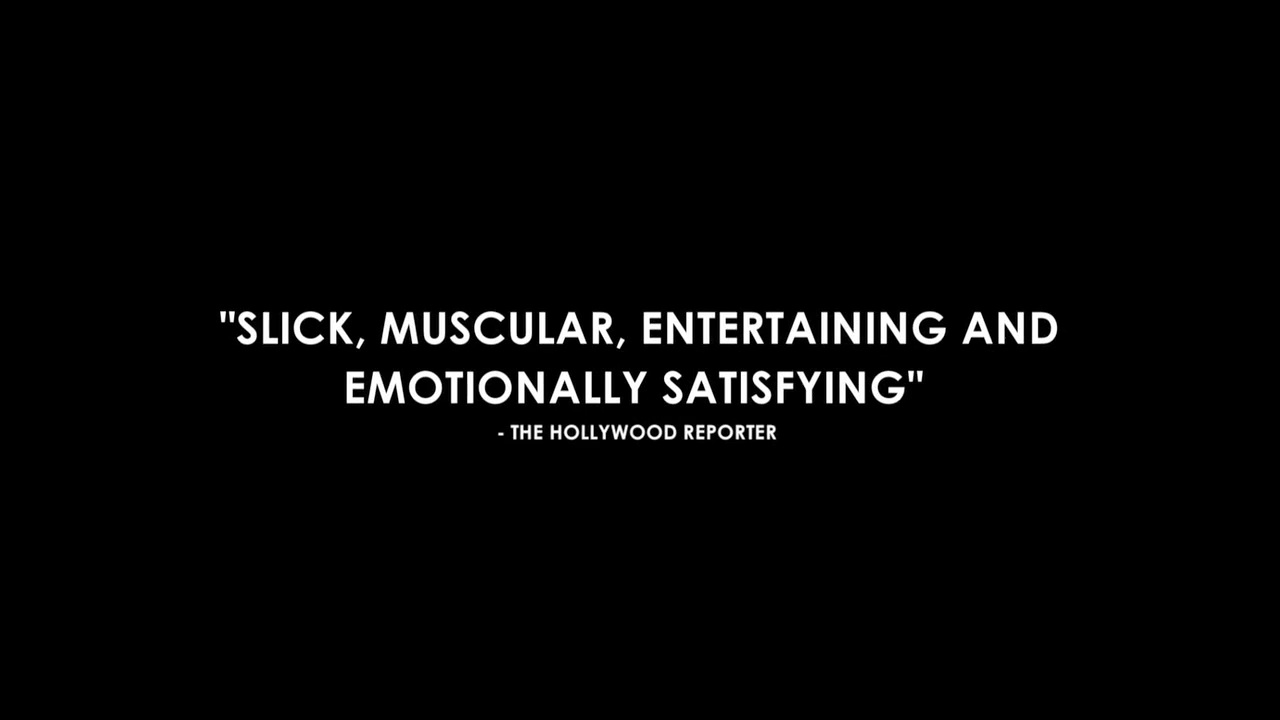 "SLICK, MUSCULAR, ENTERTAINING AND
EMOTIONALLY SATISFYING"
- THE HOLLYWOOD REPORTER